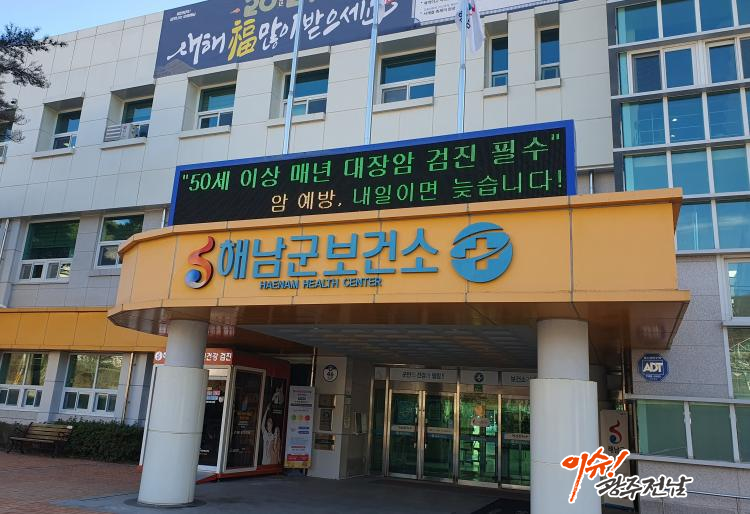 새해 福 많이 받으세요
"50세 이상 매년 대장암 검진 필수"
암 예방, 내일이면 늦습니다!
해남군보건소
HAENAM HEALTH CENTER
46
ADT
이슈!
광주전남